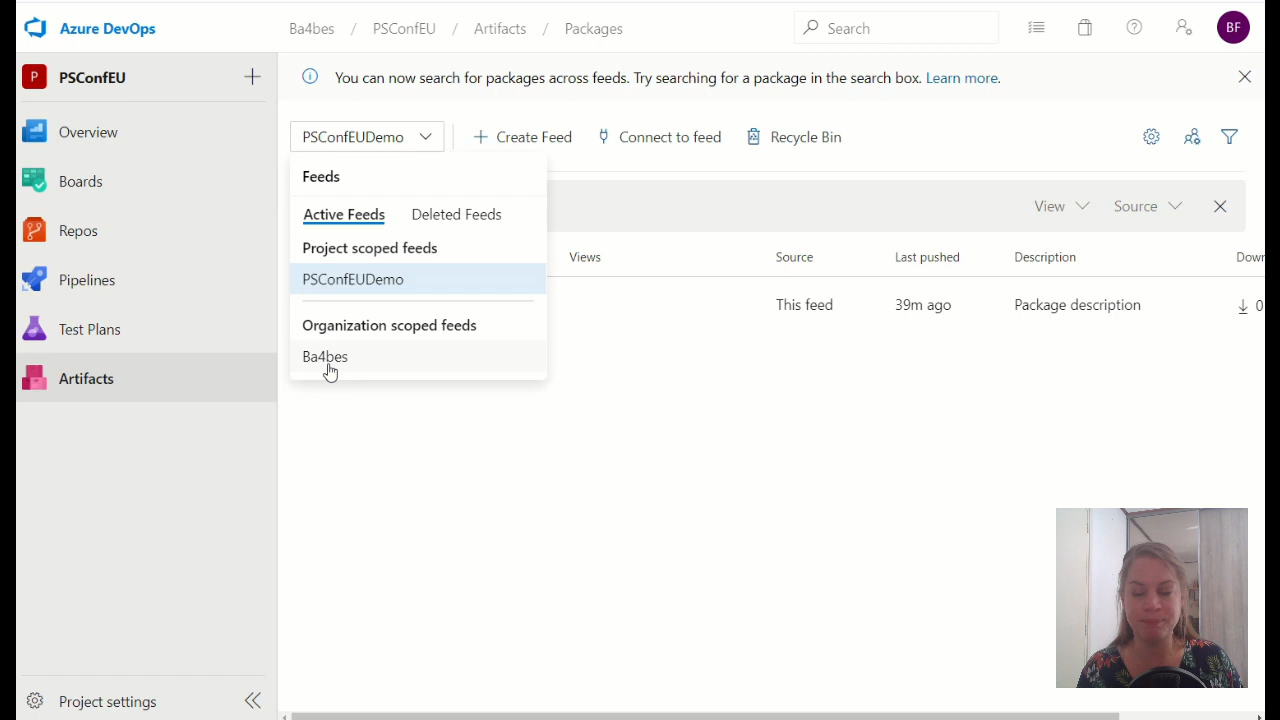 Azure DevOps
Ba4bes / PSConfEU / Artifacts / Packages
Search
BF
P PSConfEU
You can now search for packages across feeds. Try searching for a package in the search box. Learn more.
Overview
Boards
Repos
Pipelines
Test Plans
Artifacts
Project settings
PSConfEUDemo
Create Feed
Connect to feed
Recycle Bin
Feeds
Active Feeds Deleted Feeds
Project scoped feeds
PSConfEUDemo
Organization scoped feeds
Ba4bes
View Source
Views Source Last pushed Description Down
This feed 39m ago Package description 0